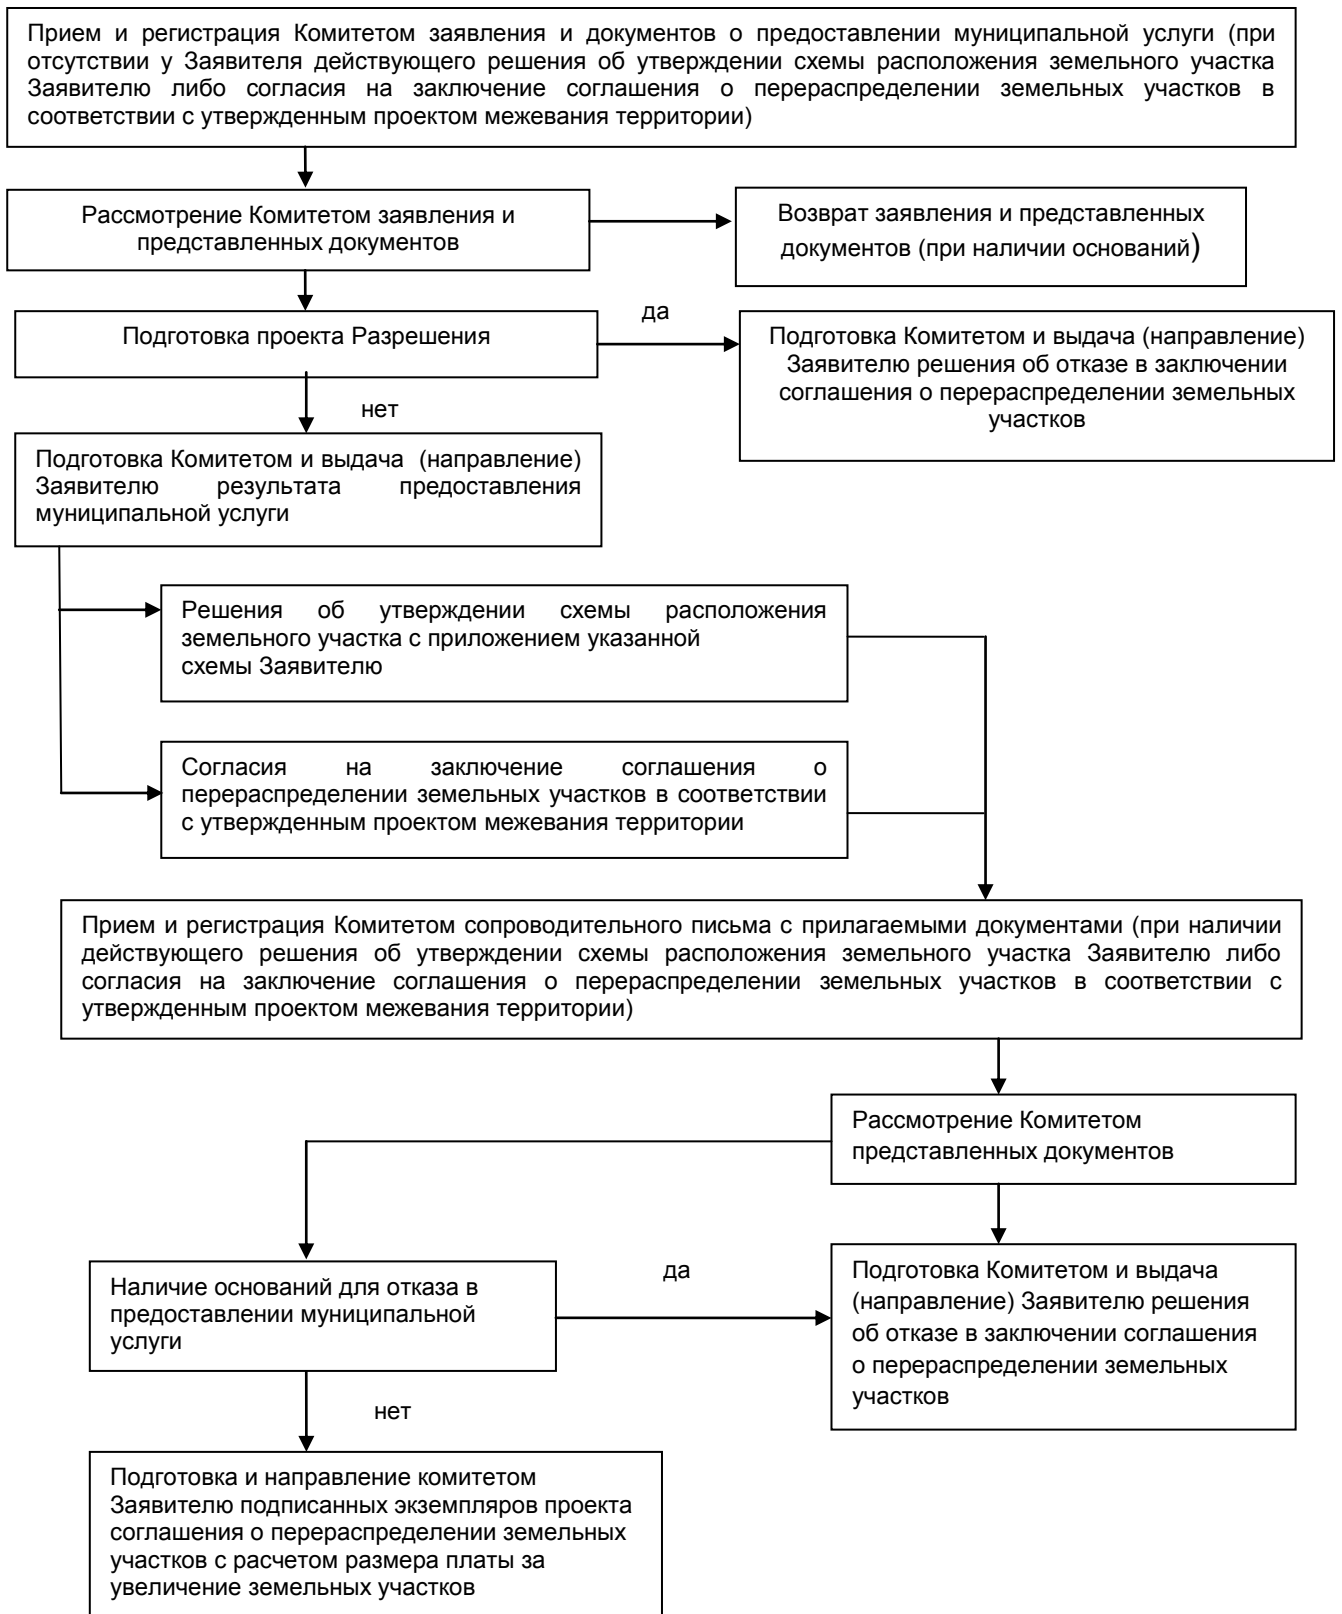 Прием и регистрация Комитетом заявления и документов о предоставлении муниципальной услуги (при
отсутствии у Заявителя действующего решения об утверждении схемы расположения земельного участка
Заявителю либо согласия на заключение соглашения о перераспределении земельных участков в
соответствии с утвержденным проектом межевания территории)
Рассмотрение Комитетом заявления и
представленных документов
Возврат заявления и представленных
документов (при наличии оснований)
Подготовка проекта Разрешения
да
Подготовка Комитетом и выдача (направление)
Заявителю решения об отказе в заключении
соглашения о перераспределении земельных
участков
нет
Подготовка Комитетом и выдача (направление)
Заявителю результата предоставления
муниципальной услуги
Решения об утверждении схемы расположения
земельного участка с приложением указанной
схемы Заявителю
Согласия на заключение соглашения о
перераспределении земельных участков в соответствии
с утвержденным проектом межевания территории
Прием и регистрация Комитетом сопроводительного письма с прилагаемыми документами (при наличии
действующего решения об утверждении схемы расположения земельного участка Заявителю либо
согласия на заключение соглашения о перераспределении земельных участков в соответствии с
утвержденным проектом межевания территории)
Рассмотрение Комитетом
представленных документов
Наличие оснований для отказа в
предоставлении муниципальной
услуги
да
Подготовка Комитетом и выдача
(направление) Заявителю решения
об отказе в заключении соглашения
о перераспределении земельных
участков
нет
Подготовка и направление комитетом
Заявителю подписанных экземпляров проекта
соглашения о перераспределении земельных
участков с расчетом размера платы за
увеличение земельных участков